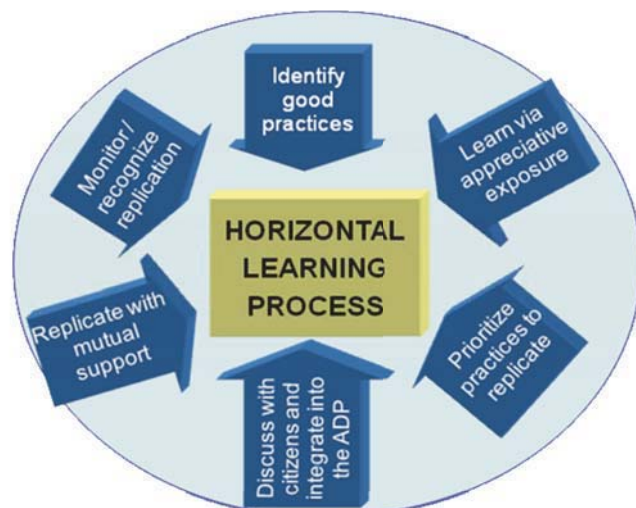 Identify
good
practices
Learn via
appreciative
exposure
Prioritize
practices to
replicate
Discuss with
citizens and
integrate into
the ADP
Replicate with
mutual
support
Monitor /
recognize
replication
HORIZONTAL
LEARNING
PROCESS